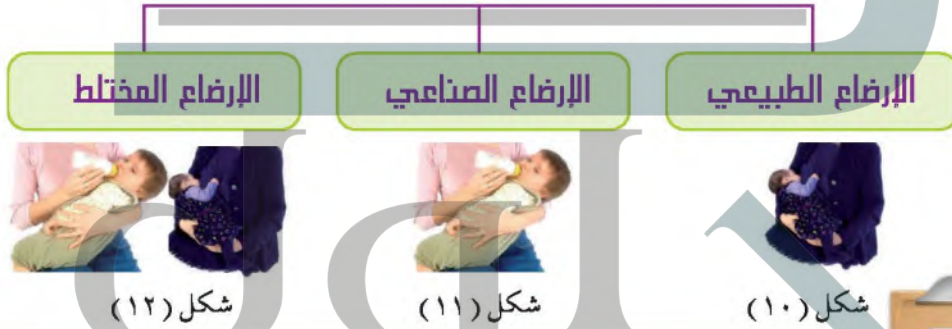 الإرضاع الطبيعي
الإرضاع الصناعي
الإرضاع المختلط
شكل (١٠)
شكل (١١)
شكل (١٢)